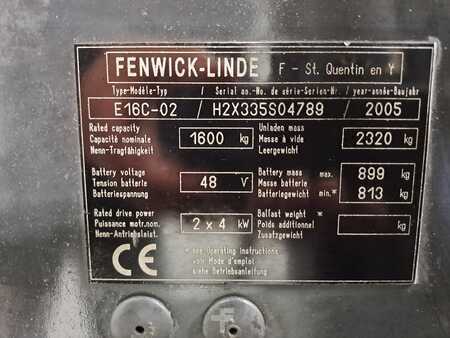 FENWICK-LINDE F - St. Quentin en Y
Type-Modèle-Typ / Serial no.-No. de série-Serien-Nr. / year-année-Baujahr
E16C-02 / H2X335S04789 / 2005
Rated capacity
Capacité nominale 1600 kg
Nenn-Tragfähigkeit
Unladen mass
Masse à vide 2320 kg
Leergewicht
Battery voltage
Tension batterie 48 V
Batteriespannung
Battery mass max. 899 kg
Masse batterie
Batteriegewicht min.* 813 kg
Rated drive power
Puissance motr.nom. 2 x 4 kW
Nenn-Antriebsleist.
Ballast weight *
Poids additionnel kg
Zusatzgewicht
CE
* see Operating instructions
voir Mode d'emploi
siehe Betriebsanleitung